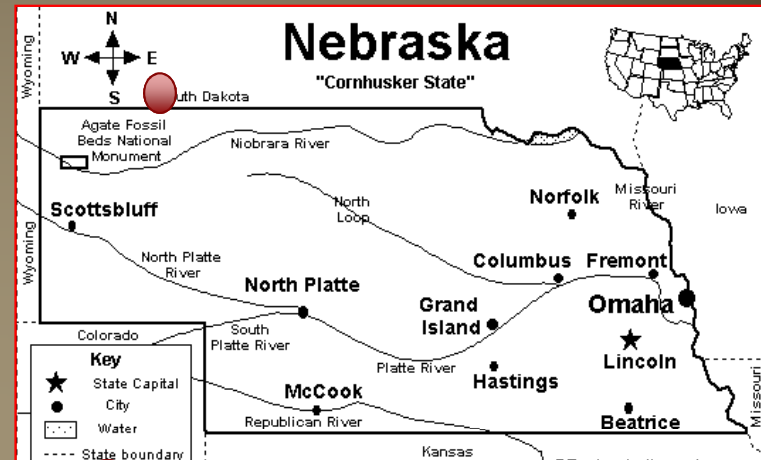 N
Nebraska
W E
"Cornhusker State"
S
uth Dakota
Wyoming
Agate Fossil
Beds National
Monument
Niobrara River
Scottsbluff
North
Loop
Norfolk
Missouri
River
Iowa
Wyoming
North Platte
River
Columbus
Fremont
North Platte
Grand
Island
Omaha
Colorado
South
Platte River
Platte River
Lincoln
Hastings
Key
State Capital
City
Water
State boundary
McCook
Republican River
Beatrice
Missouri
Kansas